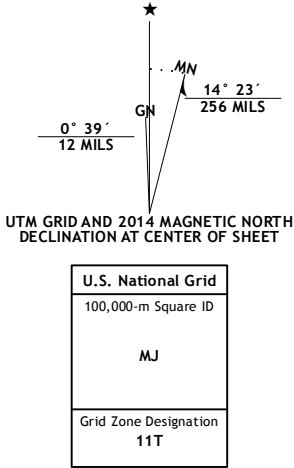 ★
MN
GN
14° 23´
256 MILS
0° 39´
12 MILS
UTM GRID AND 2014 MAGNETIC NORTH
DECLINATION AT CENTER OF SHEET
U.S. National Grid
100,000-m Square ID
MJ
Grid Zone Designation
11T